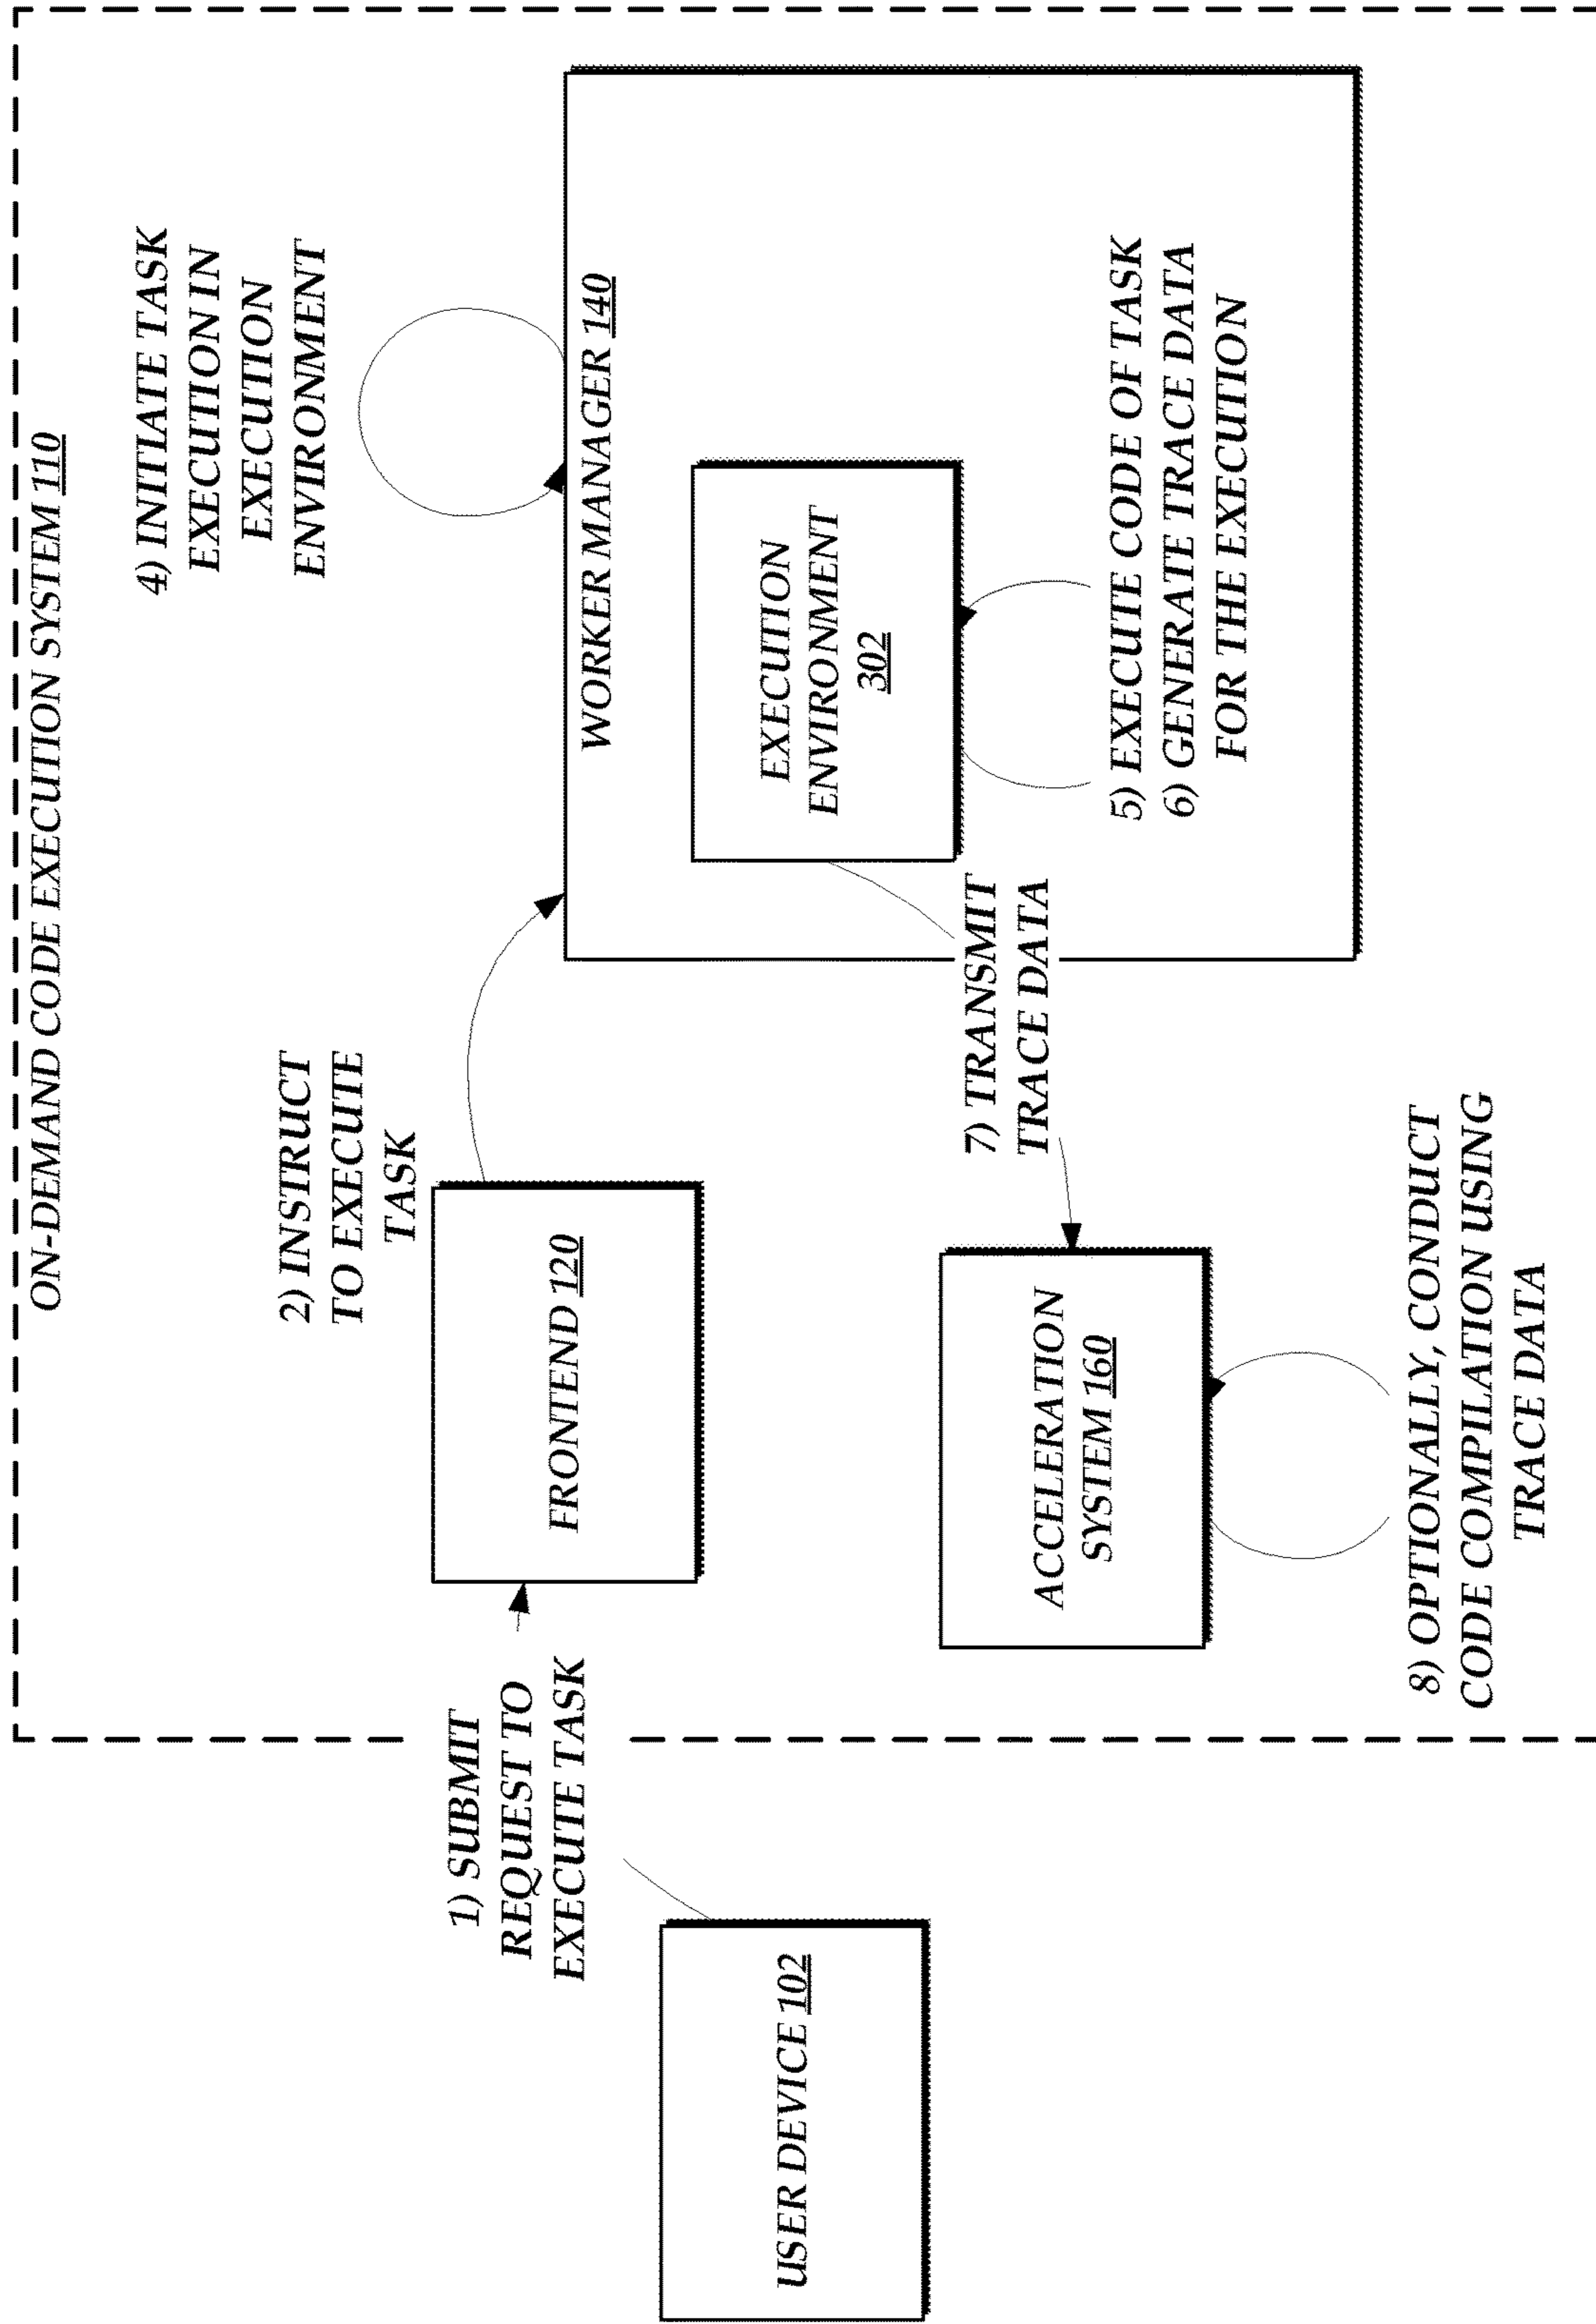 ON-DEMAND CODE EXECUTION SYSTEM 110
1) SUBMIT
REQUEST TO
EXECUTE TASK
USER DEVICE 102
2) INSTRUCT
TO EXECUTE
TASK
FRONTEND 120
4) INITIATE TASK
EXECUTION IN
EXECUTION
ENVIRONMENT
WORKER MANAGER 140
EXECUTION
ENVIRONMENT
302
5) EXECUTE CODE OF TASK
6) GENERATE TRACE DATA
FOR THE EXECUTION
7) TRANSMIT
TRACE DATA
ACCELERATION
SYSTEM 160
8) OPTIONALLY, CONDUCT
CODE COMPILATION USING
TRACE DATA